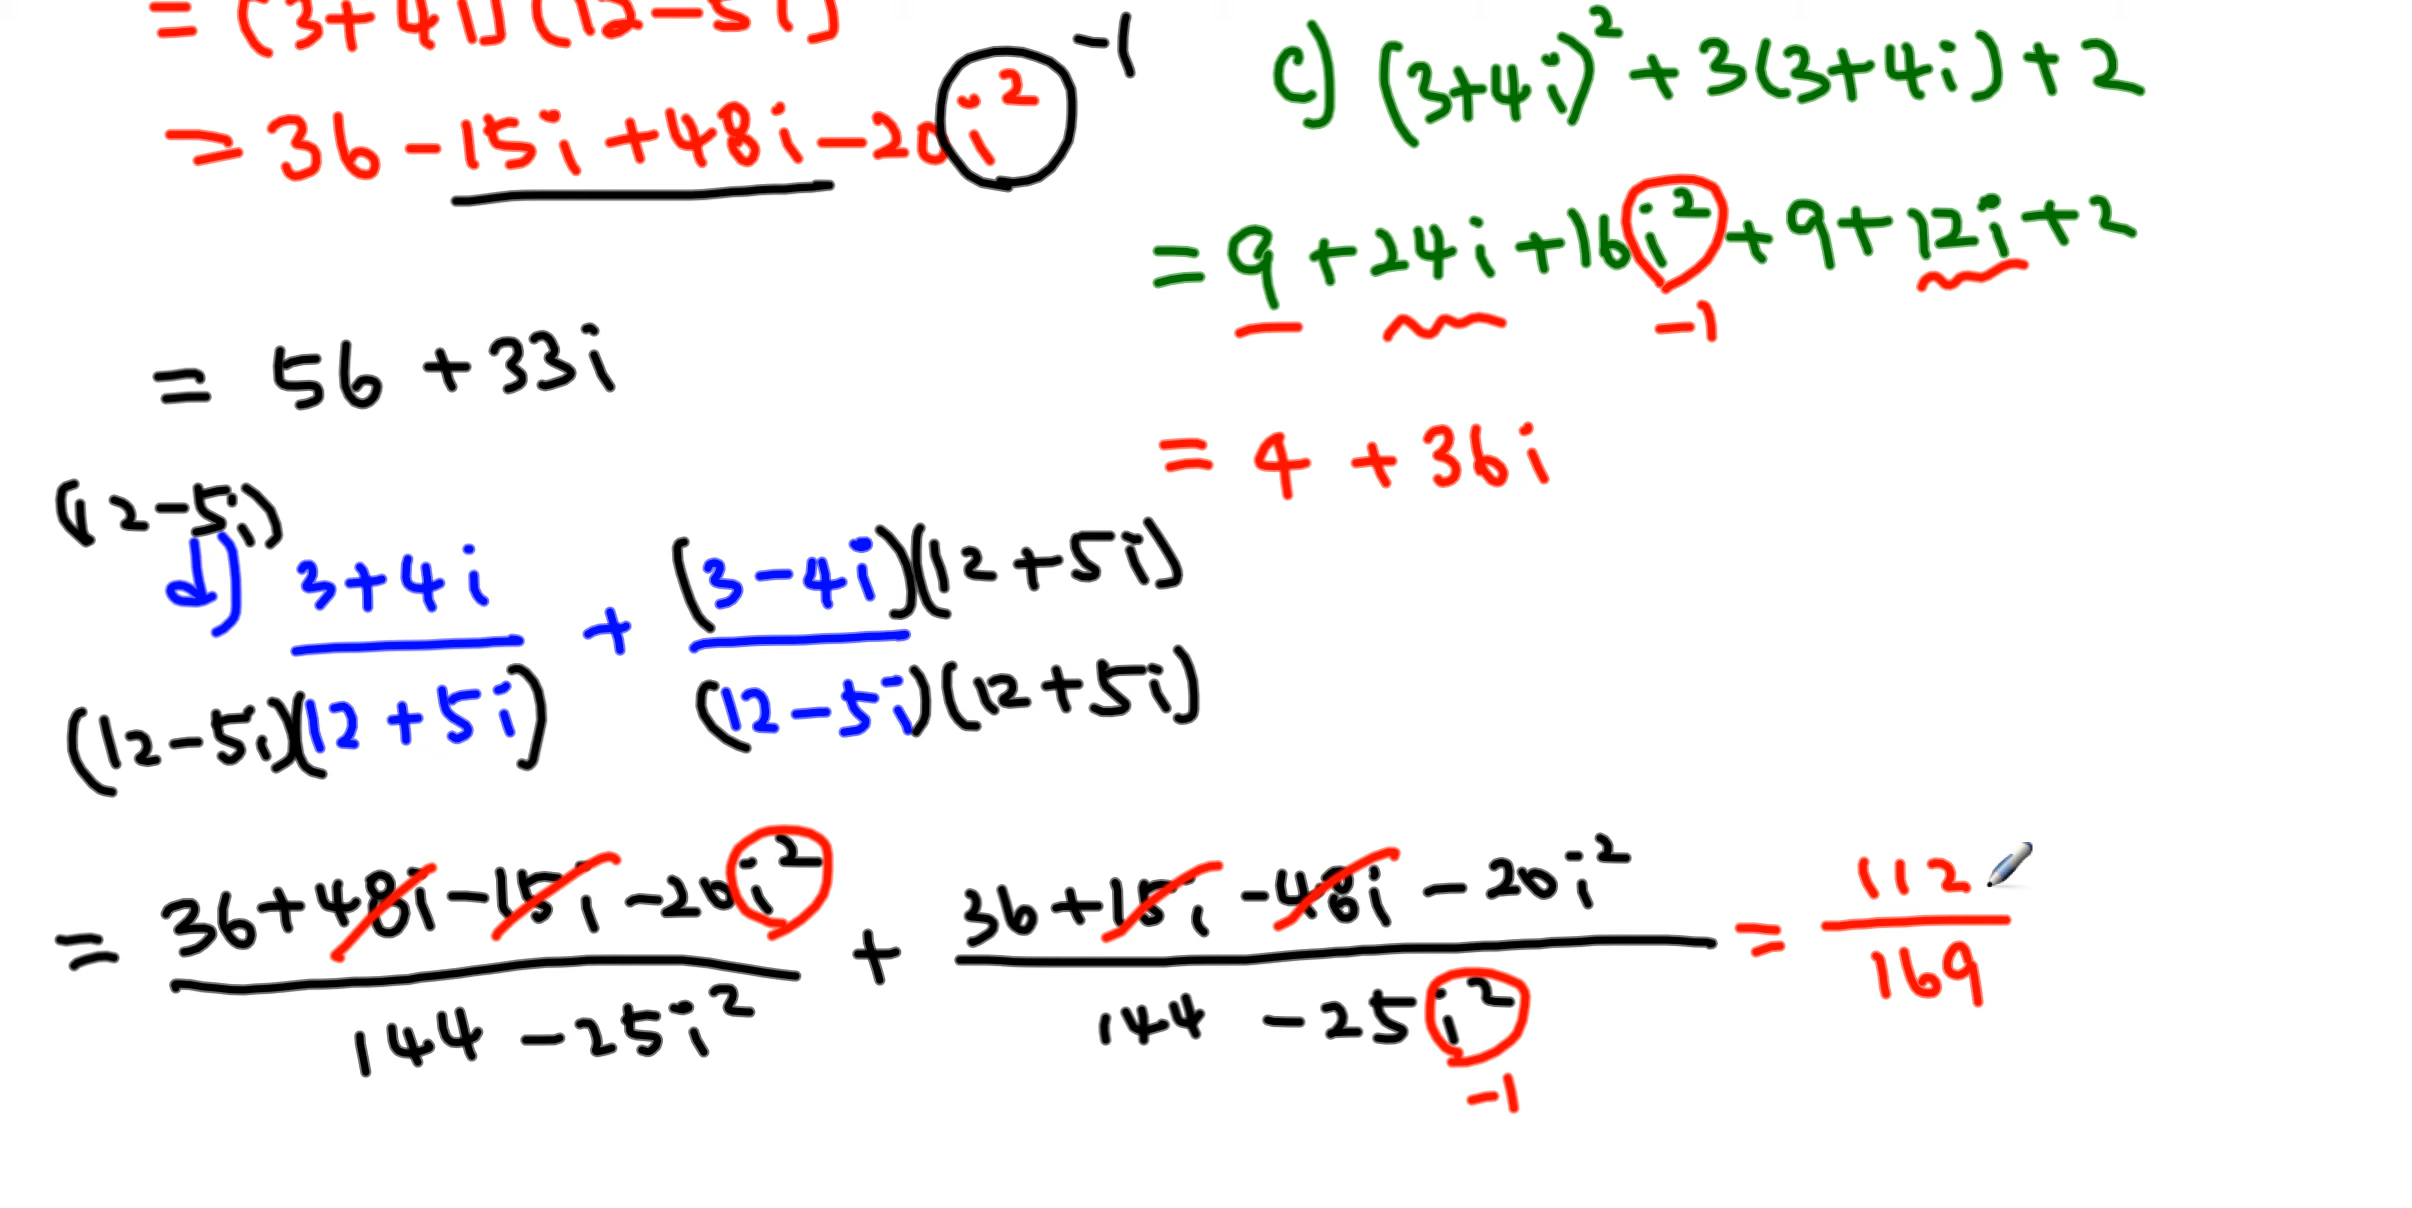 = (3+4i)(12-5i)
= 36 - 15i + 48i - 20i² -1
= 56 + 33i
c) (3+4i)² + 3(3+4i) + 2
= 9 + 24i + 16i² + 9 + 12i + 2
-1
= 4 + 36i
(12-5i) (3-4i)(12+5i)
d) 3+4i +
(12-5i)(12+5i) (12-5i)(12+5i)
= 36+48i-15i-20i² + 36+15i-48i-20i² = 112
144-25i² 144-25i² 169
-1